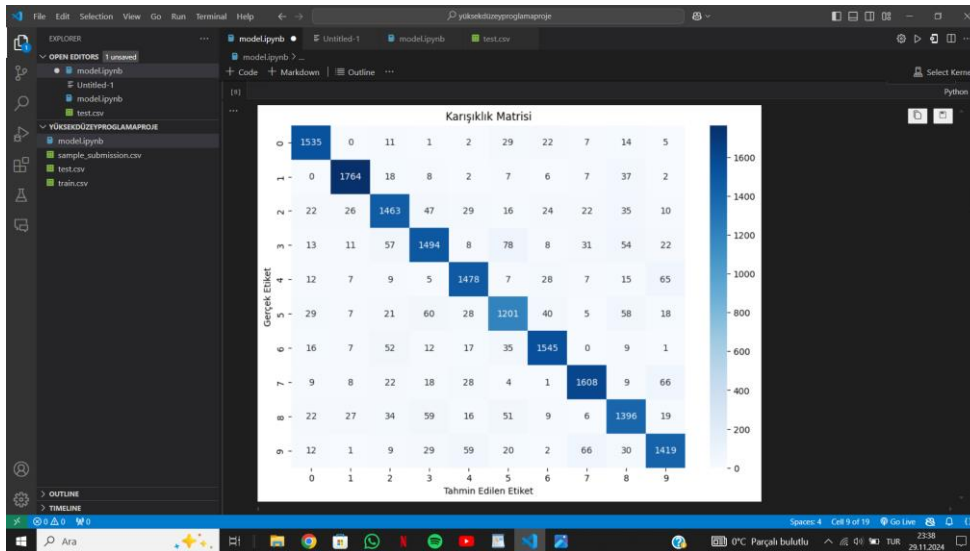 File Edit Selection View Go Run Terminal Help
yüksekdüzeyproglamaproje
EXPLORER
model.ipynb
Untitled-1
model.ipynb
test.csv
OPEN EDITORS 1 unsaved
model.ipynb > ...
model.ipynb
+ Code + Markdown Outline ...
Select Kerne
Untitled-1
Python
model.ipynb
test.csv
YÜKSEKDÜZEYPROGLAMAPROJE
model.ipynb
sample_submission.csv
test.csv
train.csv
Karışıklık Matrisi
0 1535 0 11 1 2 29 22 7 14 5
1 0 1764 18 8 2 7 6 7 37 2
2 22 26 1463 47 29 16 24 22 35 10
3 13 11 57 1494 8 78 8 31 54 22
4 12 7 9 5 1478 7 28 7 15 65
5 29 7 21 60 28 1201 40 5 58 18
6 16 7 52 12 17 35 1545 0 9 1
7 9 8 22 18 28 4 1 1608 9 66
8 22 27 34 59 16 51 9 6 1396 19
9 12 1 9 29 59 20 2 66 30 1419
0 1 2 3 4 5 6 7 8 9
Gerçek Etiket
Tahmin Edilen Etiket
1600
1400
1200
1000
800
600
400
200
0
OUTLINE
TIMELINE
0 0 0 Spaces: 4 Cell 9 of 19 Go Live
Ara
0°C Parçalı bulutlu
TUR
23:38
29.11.2024